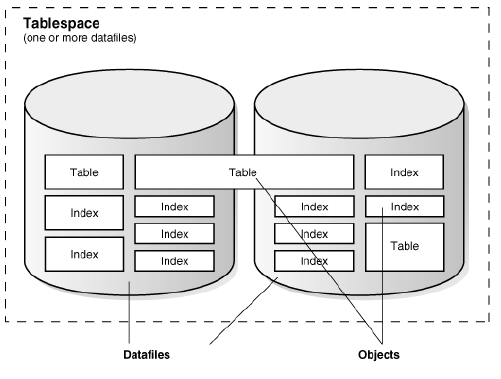 Tablespace
(one or more datafiles)
Table
Table
Index
Index
Index
Index
Index
Index
Index
Table
Index
Index
Index
Datafiles
Objects